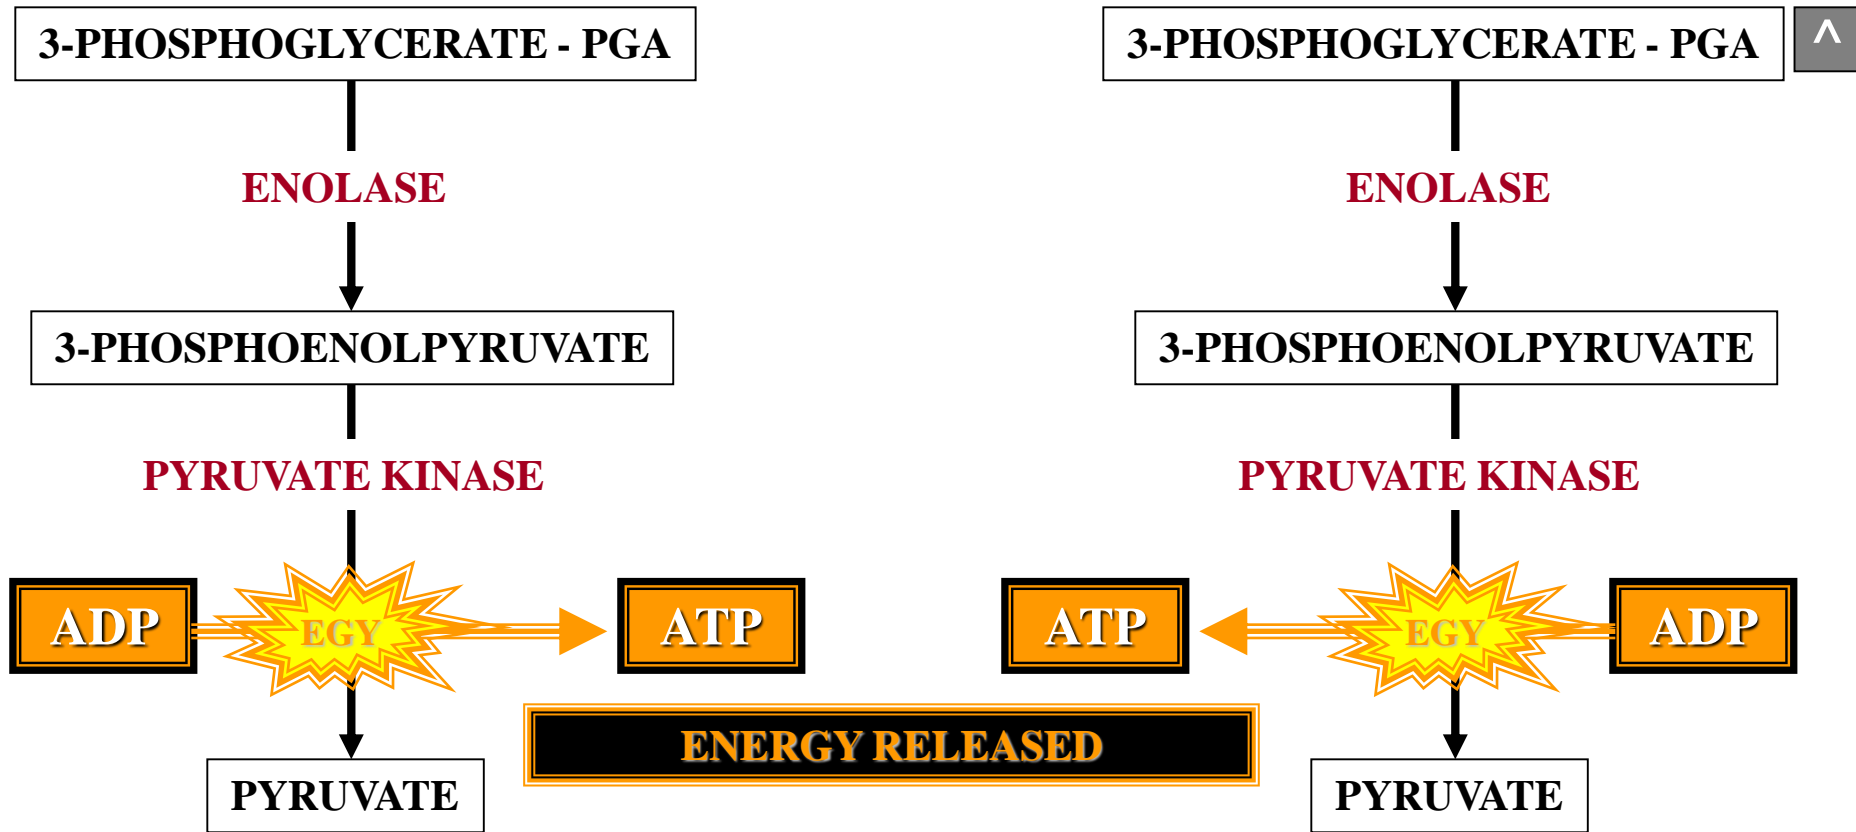 3-PHOSPHOGLYCERATE - PGA
3-PHOSPHOGLYCERATE - PGA
^
ENOLASE
ENOLASE
3-PHOSPHOENOLPYRUVATE
3-PHOSPHOENOLPYRUVATE
PYRUVATE KINASE
PYRUVATE KINASE
ADP
EGY
ATP
ATP
EGY
ADP
ENERGY RELEASED
PYRUVATE
PYRUVATE